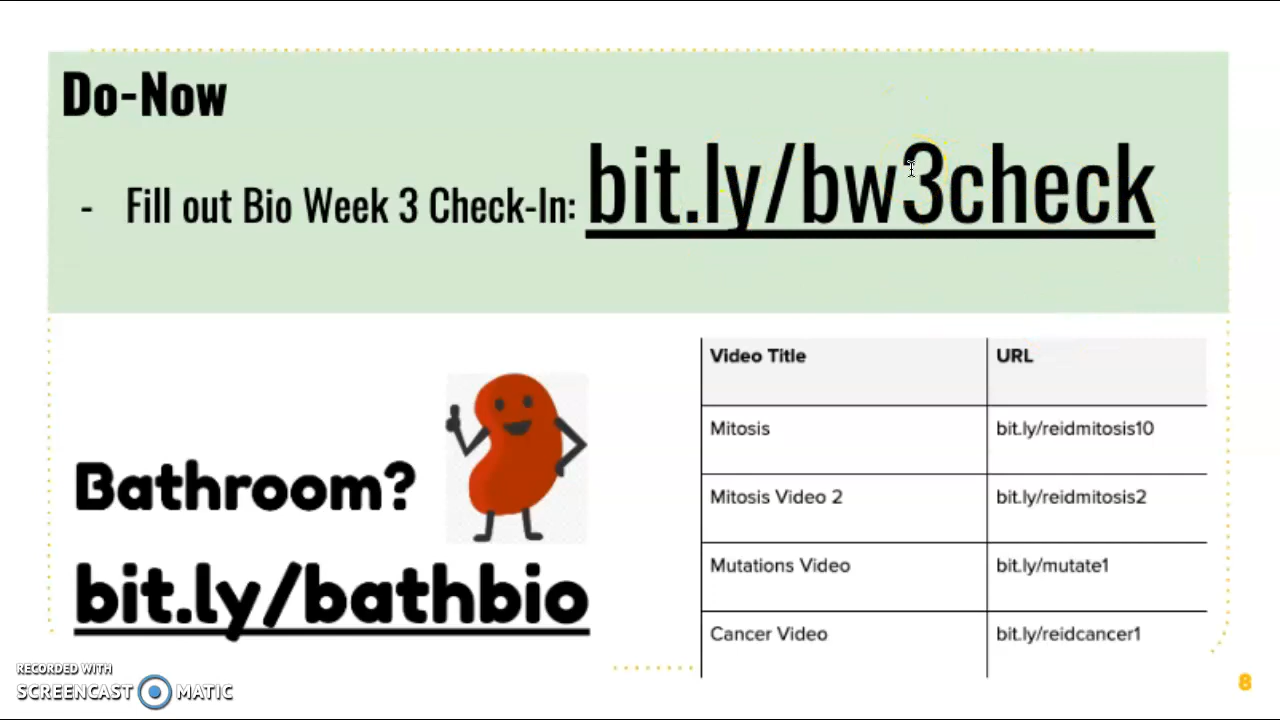 Do-Now
- Fill out Bio Week 3 Check-In: bit.ly/bw3check
Bathroom?
bit.ly/bathbio
Video Title URL
Mitosis bit.ly/reidmitosis10
Mitosis Video 2 bit.ly/reidmitosis2
Mutations Video bit.ly/mutate1
Cancer Video bit.ly/reidcancer1
RECORDED WITH
SCREENCAST MATIC
8